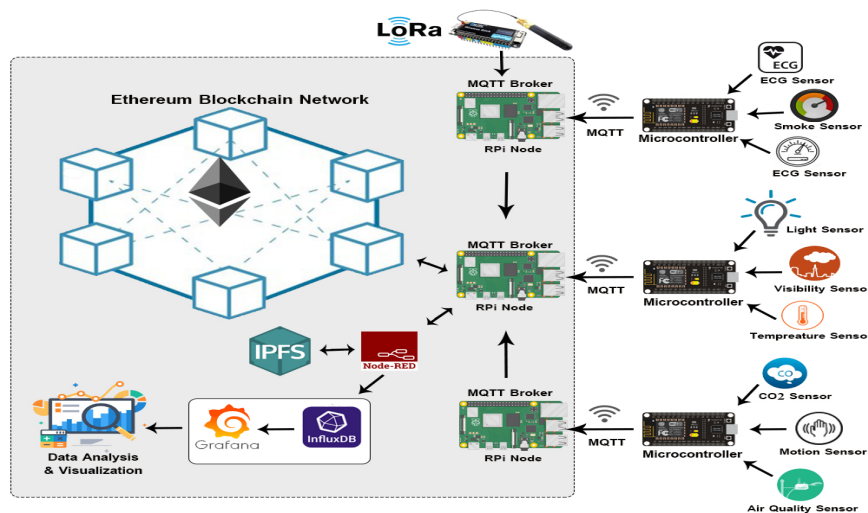 LoRa
MQTT Broker
RPi Node
MQTT
Microcontroller
ECG
ECG Sensor
Smoke Sensor
ECG Sensor
Ethereum Blockchain Network
MQTT Broker
RPi Node
MQTT
Microcontroller
Light Sensor
Visibility Sensor
Tempreature Senso
IPFS
Node-RED
MQTT Broker
RPi Node
MQTT
Microcontroller
CO
CO2 Sensor
Motion Sensor
Air Quality Sensor
Grafana
InfluxDB
Data Analysis
& Visualization